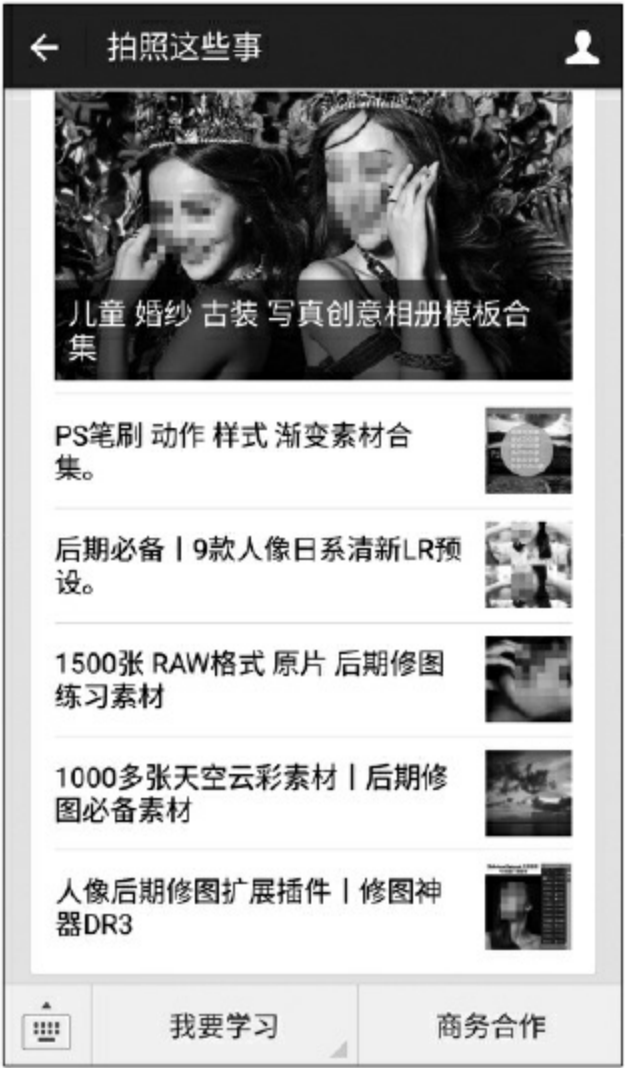 拍照这些事
儿童 婚纱 古装 写真创意相册模板合
集
PS笔刷 动作 样式 渐变素材合
集。
后期必备丨9款人像日系清新LR预
设。
1500张 RAW格式 原片 后期修图
练习素材
1000多张天空云彩素材丨后期修
图必备素材
人像后期修图扩展插件丨修图神
器DR3
我要学习
商务合作